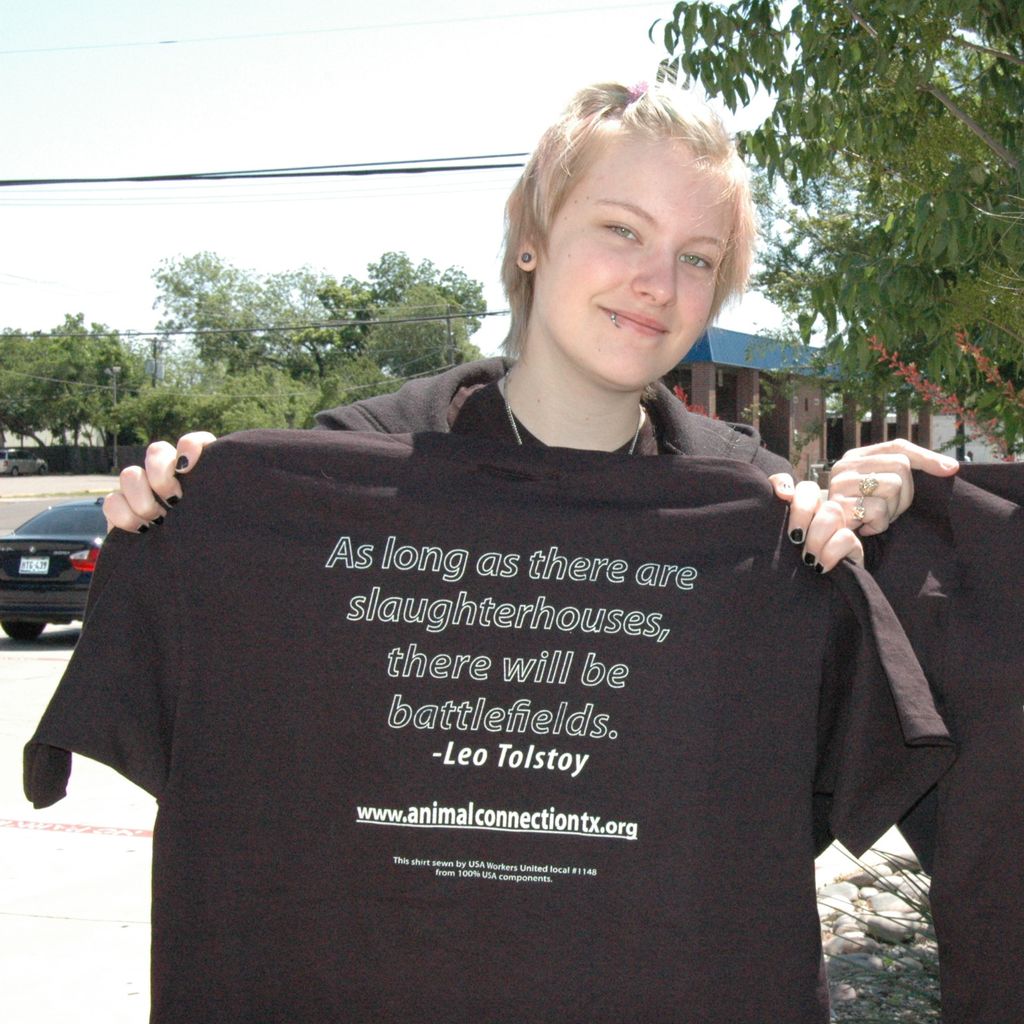 As long as there are
slaughterhouses,
there will be
battlefields.
-Leo Tolstoy
www.animalconnectiontx.org
This shirt sewn by USA Workers United local #1148
from 100% USA components.